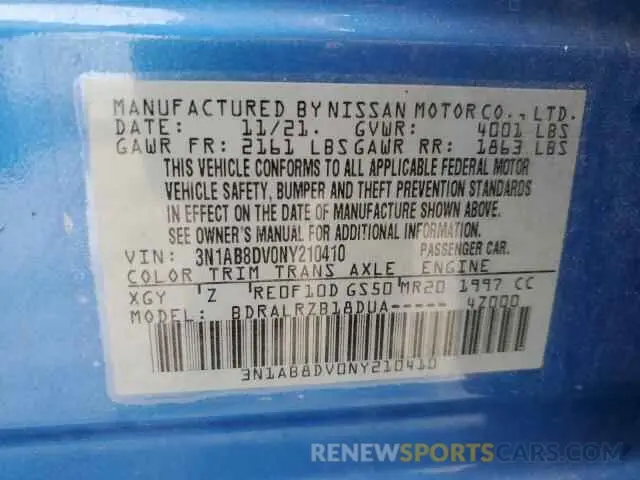 MANUFACTURED BY NISSAN MOTOR CO., LTD.
DATE: 11/21. GVWR: 4001 LBS
GAWR FR: 2161 LBS GAWR RR: 1863 LBS
THIS VEHICLE CONFORMS TO ALL APPLICABLE FEDERAL MOTOR
VEHICLE SAFETY, BUMPER AND THEFT PREVENTION STANDARDS
IN EFFECT ON THE DATE OF MANUFACTURE SHOWN ABOVE.
SEE OWNER'S MANUAL FOR ADDITIONAL INFORMATION.
VIN: 3N1AB8DV0NY210410 PASSENGER CAR.
COLOR TRIM TRANS AXLE ENGINE
XGY 'Z 'RE0F10D GS50 MR20 1997 CC
MODEL: BDRALRZB18DUA----- 4Z000
3N1AB8DV0NY210410
RENEWSPORTSCARS.COM